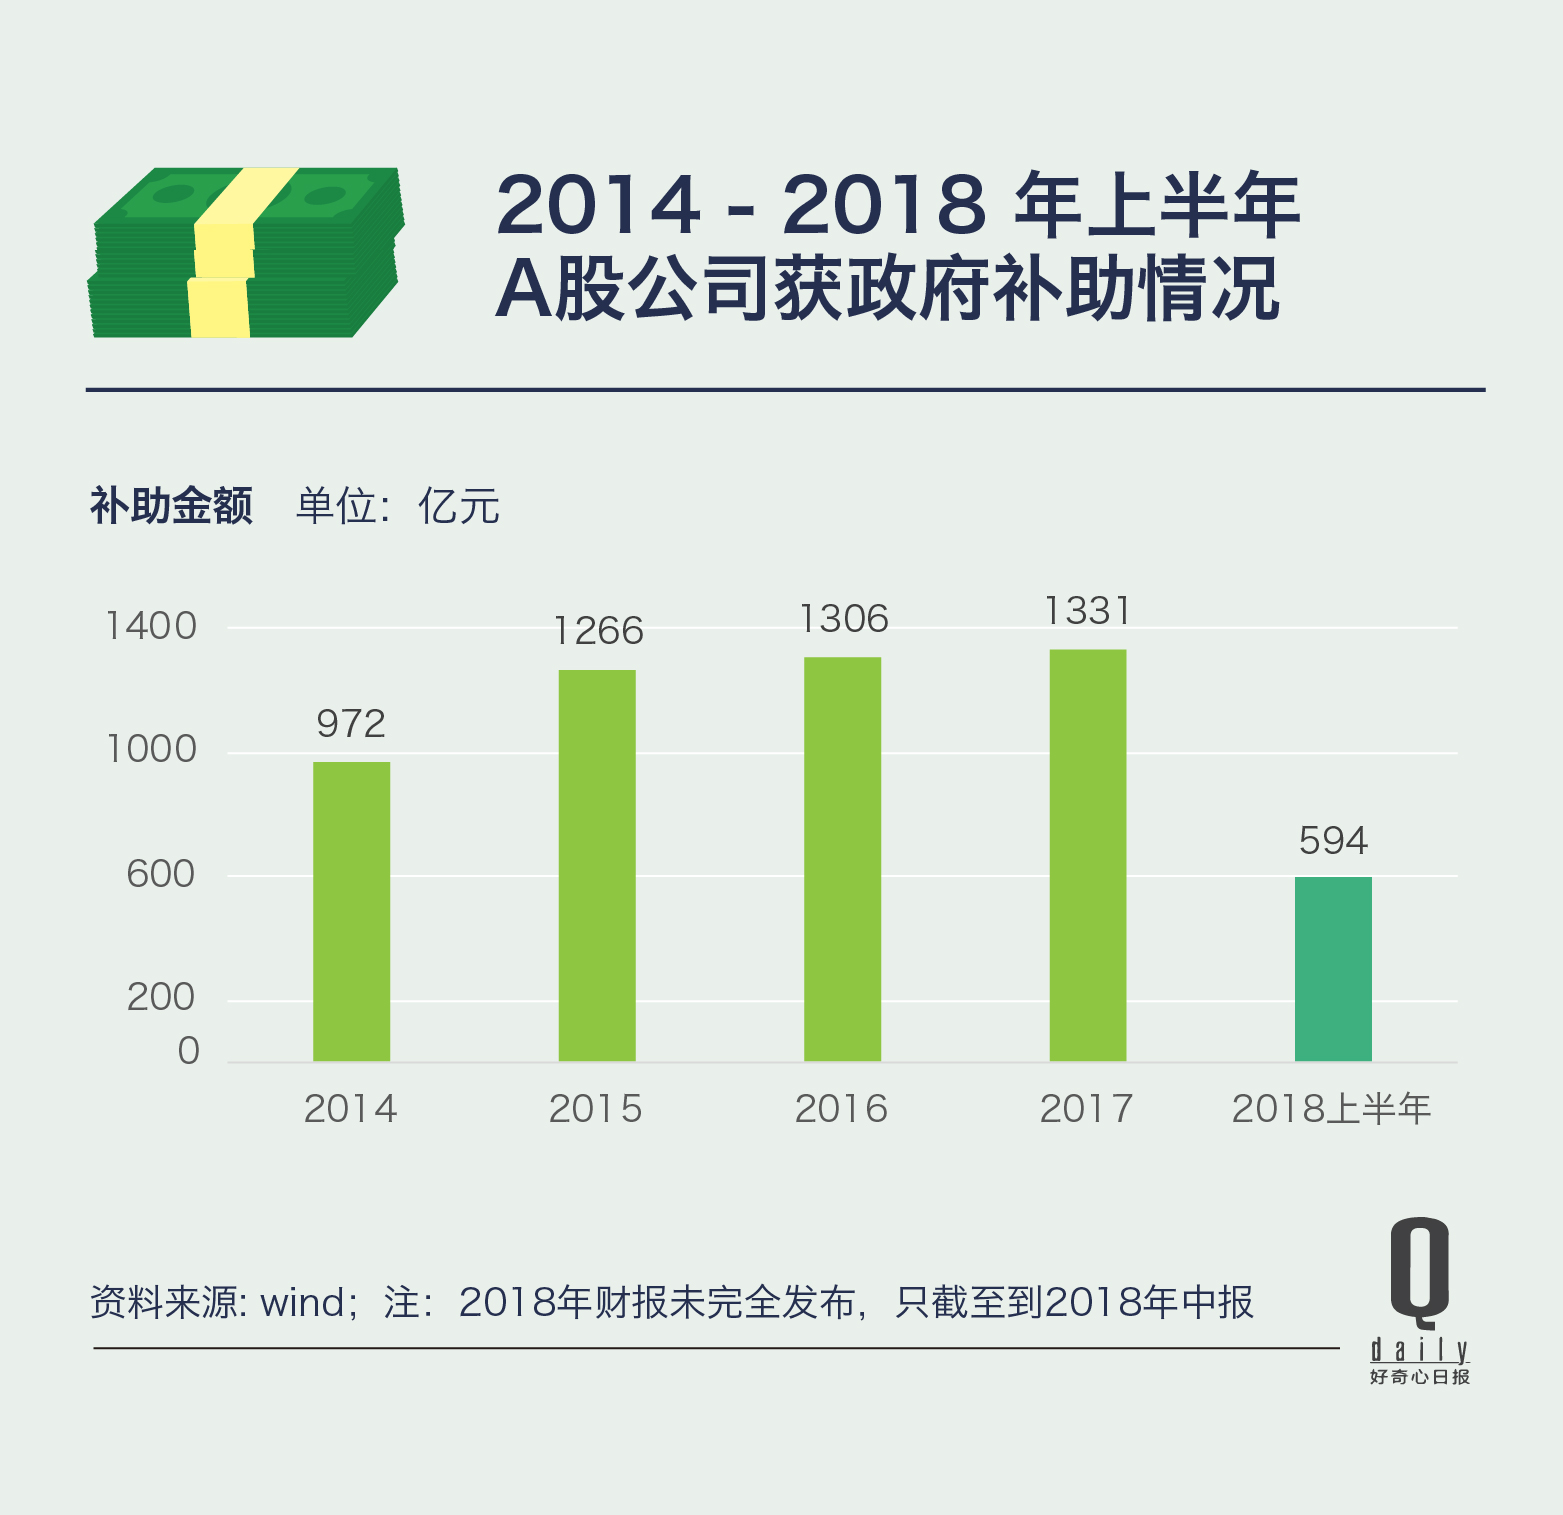 2014 - 2018 年上半年
A股公司获政府补助情况
补助金额 单位：亿元
1400
1000
600
200
0
972
1266
1306
1331
594
2014
2015
2016
2017
2018上半年
资料来源: wind；注：2018年财报未完全发布，只截至到2018年中报
Q
daily
好奇心日报